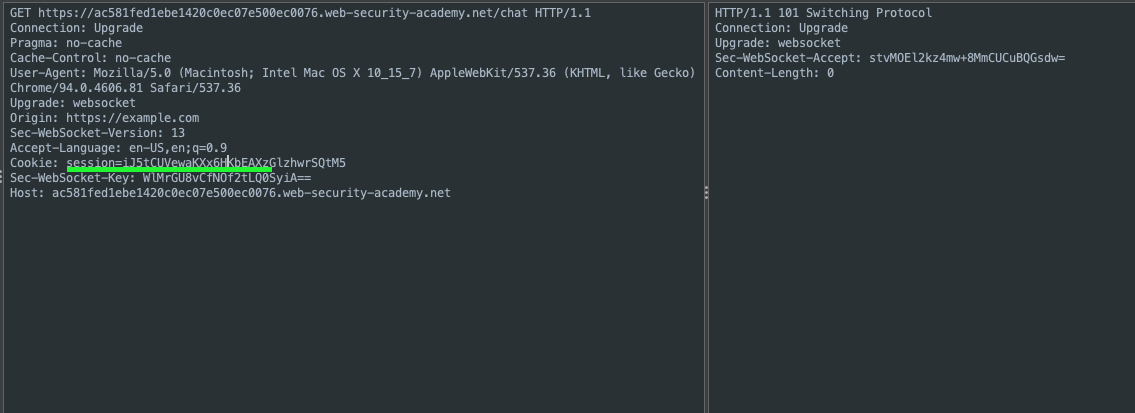 GET https://ac581fed1ebe1420c0ec07e500ec0076.web-security-academy.net/chat HTTP/1.1
Connection: Upgrade
Pragma: no-cache
Cache-Control: no-cache
User-Agent: Mozilla/5.0 (Macintosh; Intel Mac OS X 10_15_7) AppleWebKit/537.36 (KHTML, like Gecko)
Chrome/94.0.4606.81 Safari/537.36
Upgrade: websocket
Origin: https://example.com
Sec-WebSocket-Version: 13
Accept-Language: en-US,en;q=0.9
Cookie: session=iJ5tCUVewaKXx6HKbEAXzGlzhwrSQtM5
Sec-WebSocket-Key: WlMrGU8vCfNOf2tLQ0SyiA==
Host: ac581fed1ebe1420c0ec07e500ec0076.web-security-academy.net
HTTP/1.1 101 Switching Protocol
Connection: Upgrade
Upgrade: websocket
Sec-WebSocket-Accept: stvMOEl2kz4mw+8MmCUCuBQGsdw=
Content-Length: 0